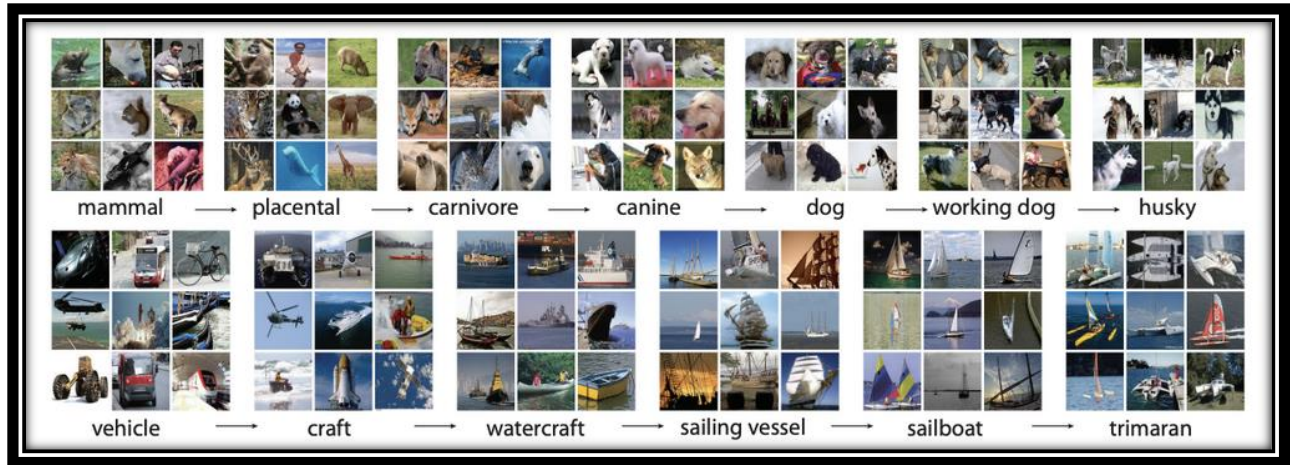 mammal → placental → carnivore → canine → dog → working dog → husky
vehicle → craft → watercraft → sailing vessel → sailboat → trimaran